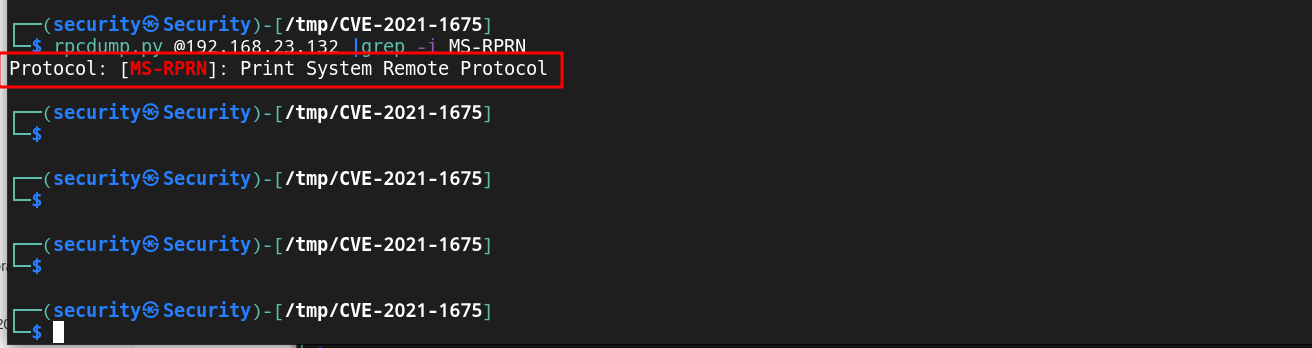 ┌──(security㉿Security)-[/tmp/CVE-2021-1675]
└─$ rpcdump.py @192.168.23.132 |grep -i MS-RPRN
Protocol: [MS-RPRN]: Print System Remote Protocol
┌──(security㉿Security)-[/tmp/CVE-2021-1675]
└─$
┌──(security㉿Security)-[/tmp/CVE-2021-1675]
└─$
┌──(security㉿Security)-[/tmp/CVE-2021-1675]
└─$
┌──(security㉿Security)-[/tmp/CVE-2021-1675]
└─$